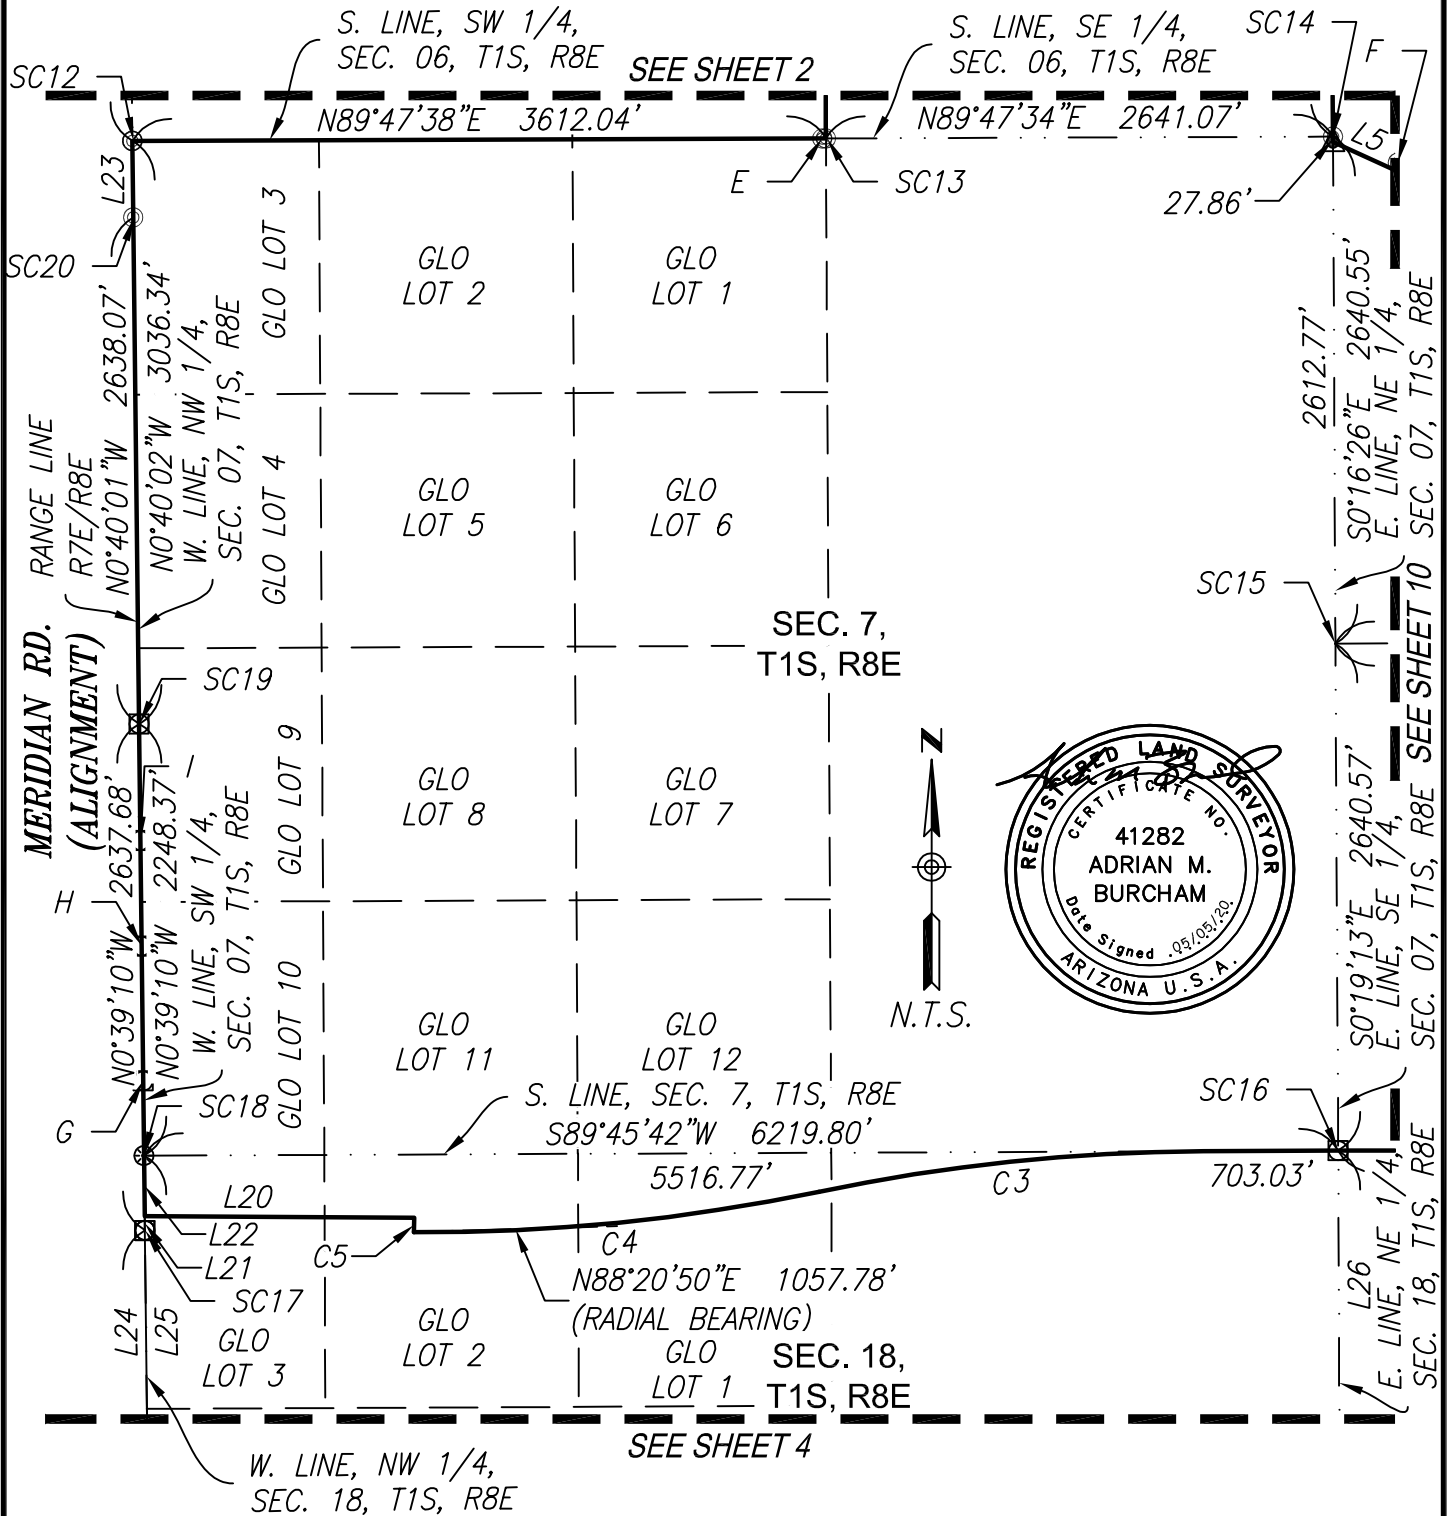 S. LINE, SW 1/4,
SEC. 06, T1S, R8E
SEE SHEET 2
S. LINE, SE 1/4,
SEC. 06, T1S, R8E
SC14
F
SC12
N89°47'38"E 3612.04'
N89°47'34"E 2641.07'
L5
L23
E
SC13
27.86'
SC20
GLO LOT 3
GLO
LOT 2
GLO
LOT 1
RANGE LINE
R7E/R8E
N0°40'01"W 2638.07'
N0°40'02"W 3036.34'
W. LINE, NW 1/4,
SEC. 07, T1S, R8E
GLO LOT 4
GLO
LOT 5
GLO
LOT 6
2612.77'
S0°16'26"E 2640.55'
E. LINE, NE 1/4,
SEC. 07, T1S, R8E
SC15
SEC. 7,
T1S, R8E
MERIDIAN RD.
(ALIGNMENT)
SC19
I
H
N0°39'10"W 2637.68'
N0°39'10"W 2248.37'
W. LINE, SW 1/4,
SEC. 07, T1S, R8E
GLO LOT 9
GLO
LOT 8
GLO
LOT 7
N
N.T.S.
REGISTERED LAND SURVEYOR
CERTIFICATE NO.
41282
ADRIAN M.
BURCHAM
Date Signed 05/05/20
ARIZONA U.S.A.
SEE SHEET 10
S0°19'13"E 2640.57'
E. LINE, SE 1/4,
SEC. 07, T1S, R8E
GLO LOT 10
GLO
LOT 11
GLO
LOT 12
G
SC18
S. LINE, SEC. 7, T1S, R8E
S89°45'42"W 6219.80'
5516.77'
SC16
C3
703.03'
L20
L22
L21
C5
C4
SC17
N88°20'50"E 1057.78'
(RADIAL BEARING)
L24
L25
GLO
LOT 3
GLO
LOT 2
GLO
LOT 1
SEC. 18,
T1S, R8E
L26
E. LINE, NE 1/4,
SEC. 18, T1S, R8E
SEE SHEET 4
W. LINE, NW 1/4,
SEC. 18, T1S, R8E